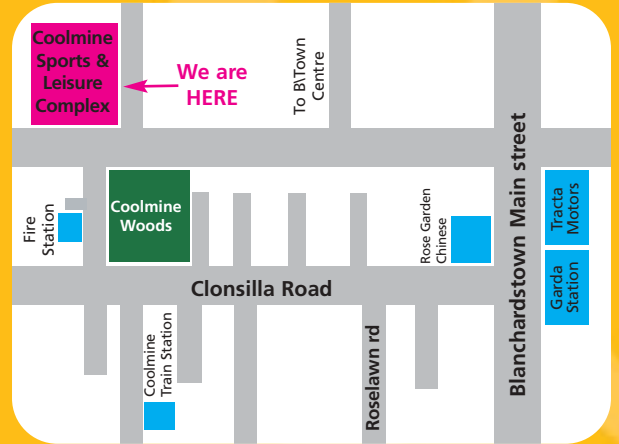 Coolmine
Sports &
Leisure
Complex
We are
HERE
To B\Town
Centre
Blanchardstown Main street
Fire
Station
Coolmine
Woods
Rose Garden
Chinese
Tracta
Motors
Garda
Station
Clonsilla Road
Coolmine
Train Station
Roselawn rd